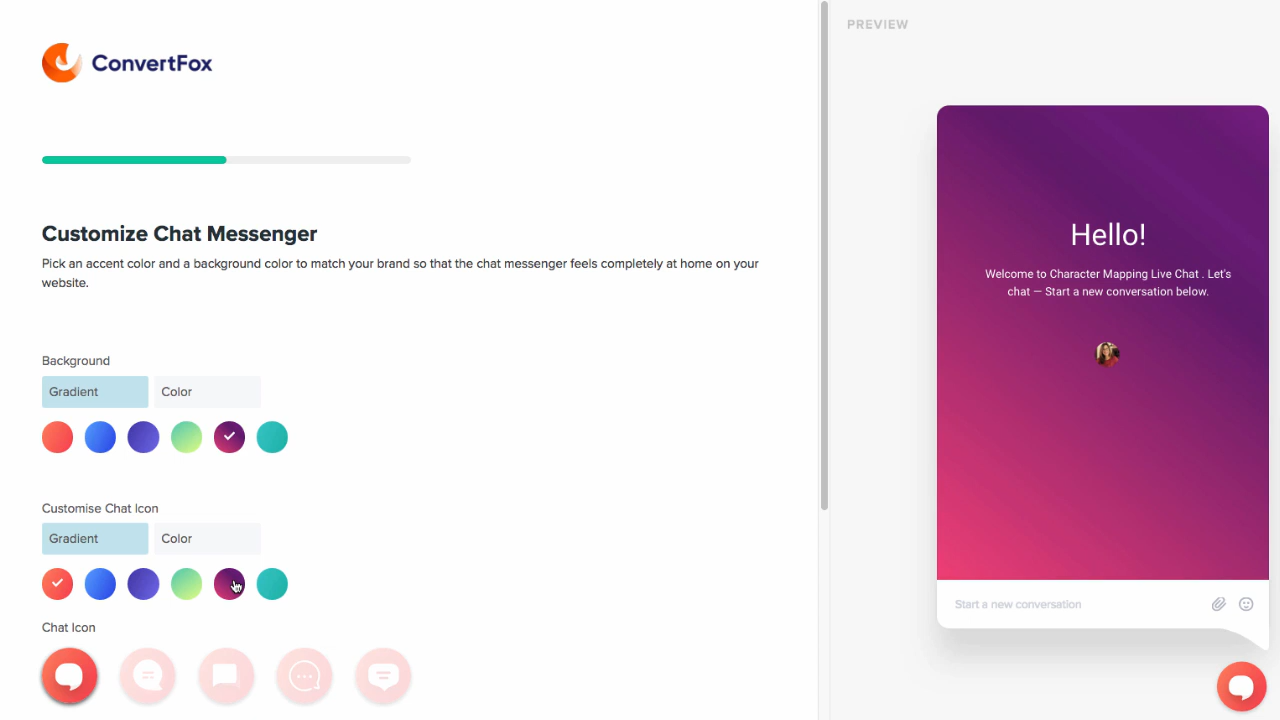 ConvertFox
Customize Chat Messenger
Pick an accent color and a background color to match your brand so that the chat messenger feels completely at home on your
website.
Background
Gradient
Color
Customise Chat Icon
Gradient
Color
Chat Icon
PREVIEW
Hello!
Welcome to Character Mapping Live Chat . Let's
chat — Start a new conversation below.
Start a new conversation